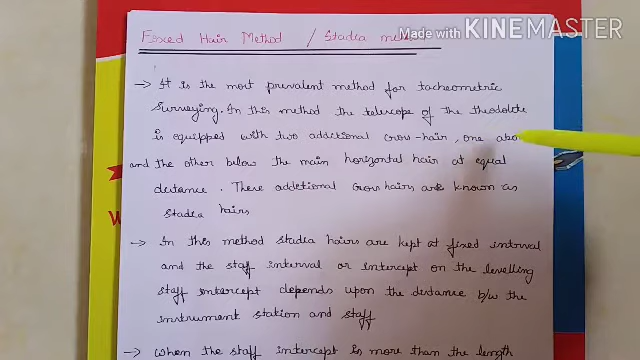 Fixed Hair Method / Stadia
Made with KINEMASTER
→ It is the most prevalent method for tacheometric
surveying. In this method the telescope of the theodolite
is equipped with two additional cross-hair, one
and the other below the main horizontal hair at equal
distance. These additional cross hairs are known as
stadia hairs
→ In this method stadia hairs are kept at fixed interval
and the staff interval or intercept on the levelling
staff intercept depends upon the distance b/w the
instrument station and staff
→ When the staff intercept is more than the length